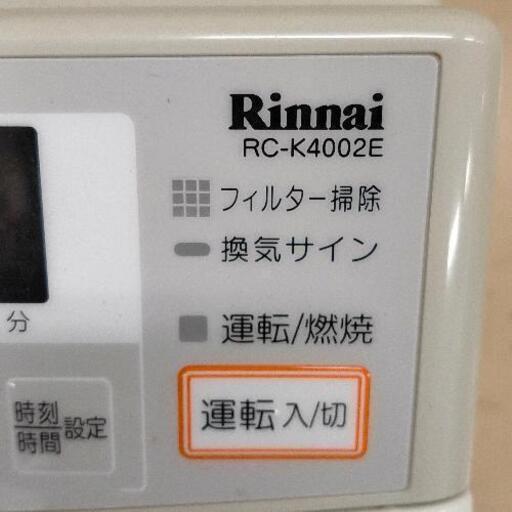 Rinnai
RC-K4002E
フィルター掃除
換気サイン
分
運転/燃焼
時刻
時間
設定
運転 入/切